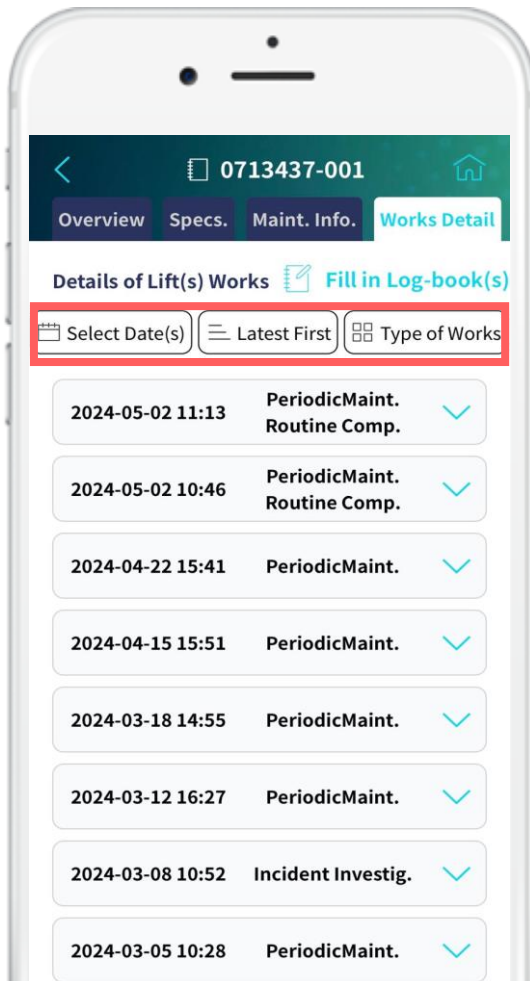 0713437-001
Overview Specs. Maint. Info. Works Detail
Details of Lift(s) Works Fill in Log-book(s)
Select Date(s) Latest First Type of Works
2024-05-02 11:13 PeriodicMaint.
Routine Comp.
2024-05-02 10:46 PeriodicMaint.
Routine Comp.
2024-04-22 15:41 PeriodicMaint.
2024-04-15 15:51 PeriodicMaint.
2024-03-18 14:55 PeriodicMaint.
2024-03-12 16:27 PeriodicMaint.
2024-03-08 10:52 Incident Investig.
2024-03-05 10:28 PeriodicMaint.